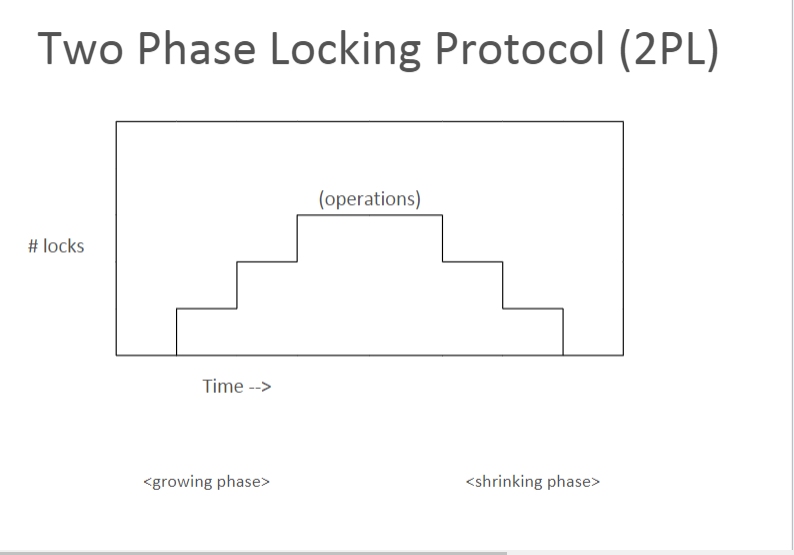 Two Phase Locking Protocol (2PL)
(operations)
# locks
Time -->
<growing phase>
<shrinking phase>